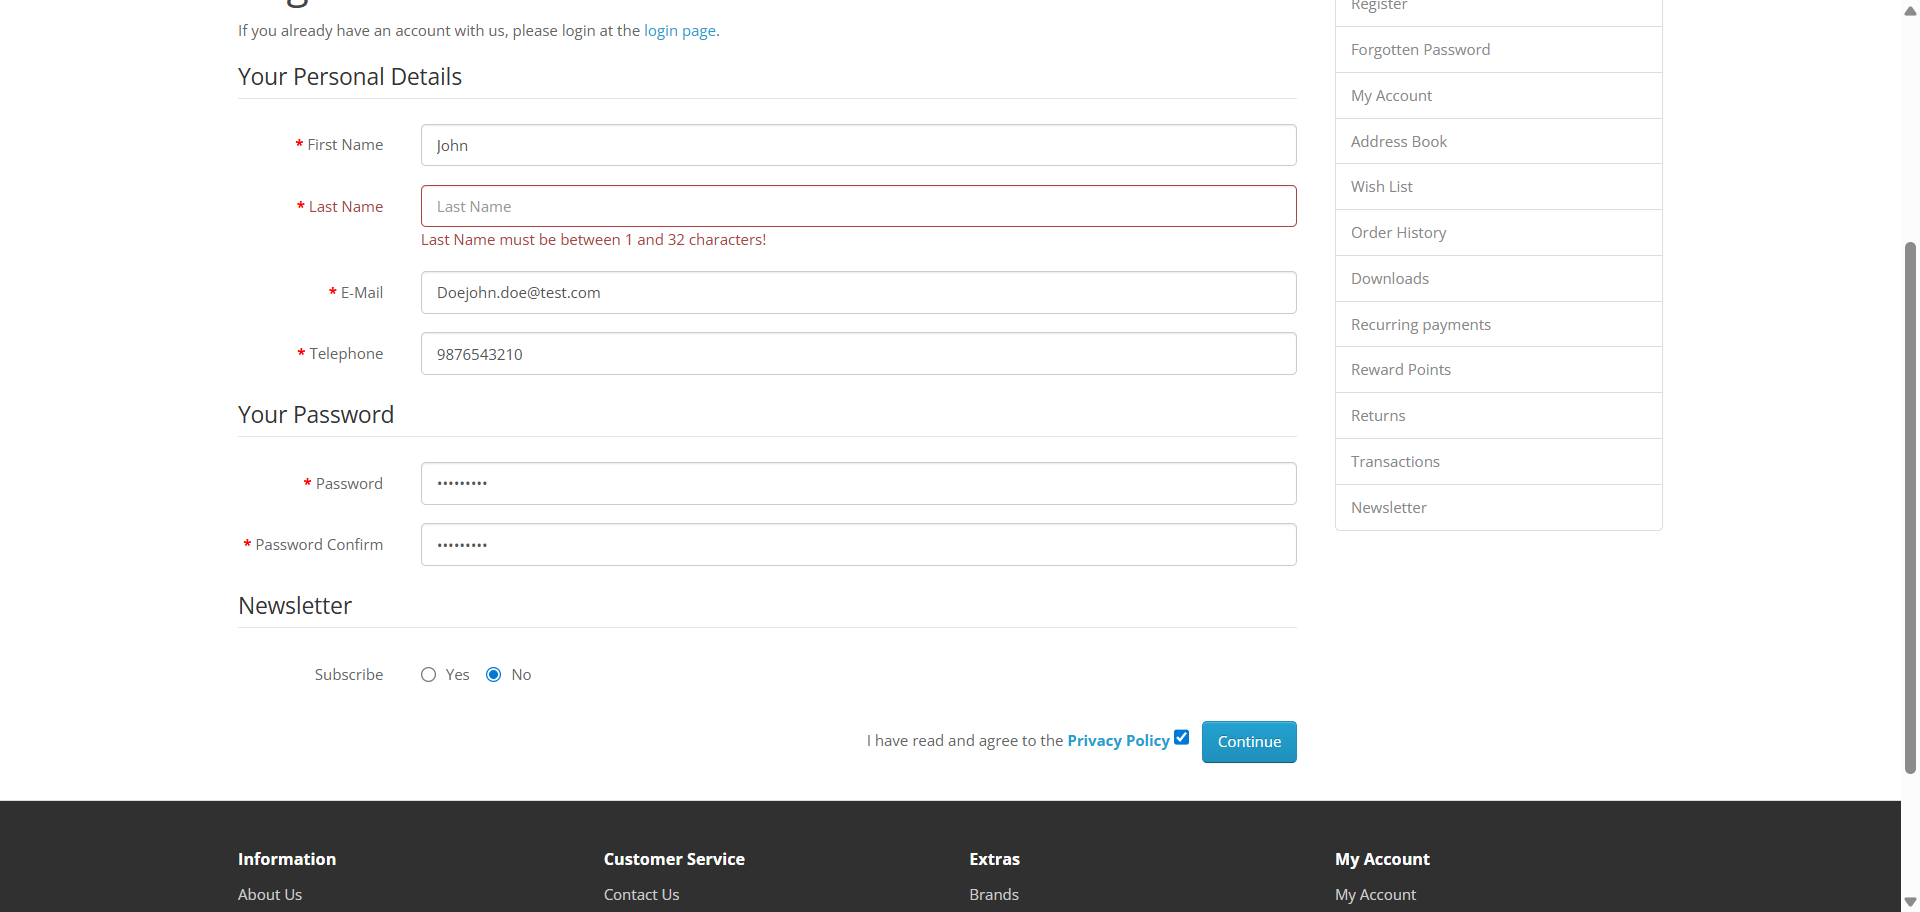 If you already have an account with us, please login at the login page.
Your Personal Details
* First Name
John
* Last Name
Last Name
Last Name must be between 1 and 32 characters!
* E-Mail
Doejohn.doe@test.com
* Telephone
9876543210
Your Password
* Password
•••••••••
* Password Confirm
•••••••••
Newsletter
Subscribe
Yes
No
I have read and agree to the Privacy Policy
Continue
Register
Forgotten Password
My Account
Address Book
Wish List
Order History
Downloads
Recurring payments
Reward Points
Returns
Transactions
Newsletter
Information
About Us
Customer Service
Contact Us
Extras
Brands
My Account
My Account